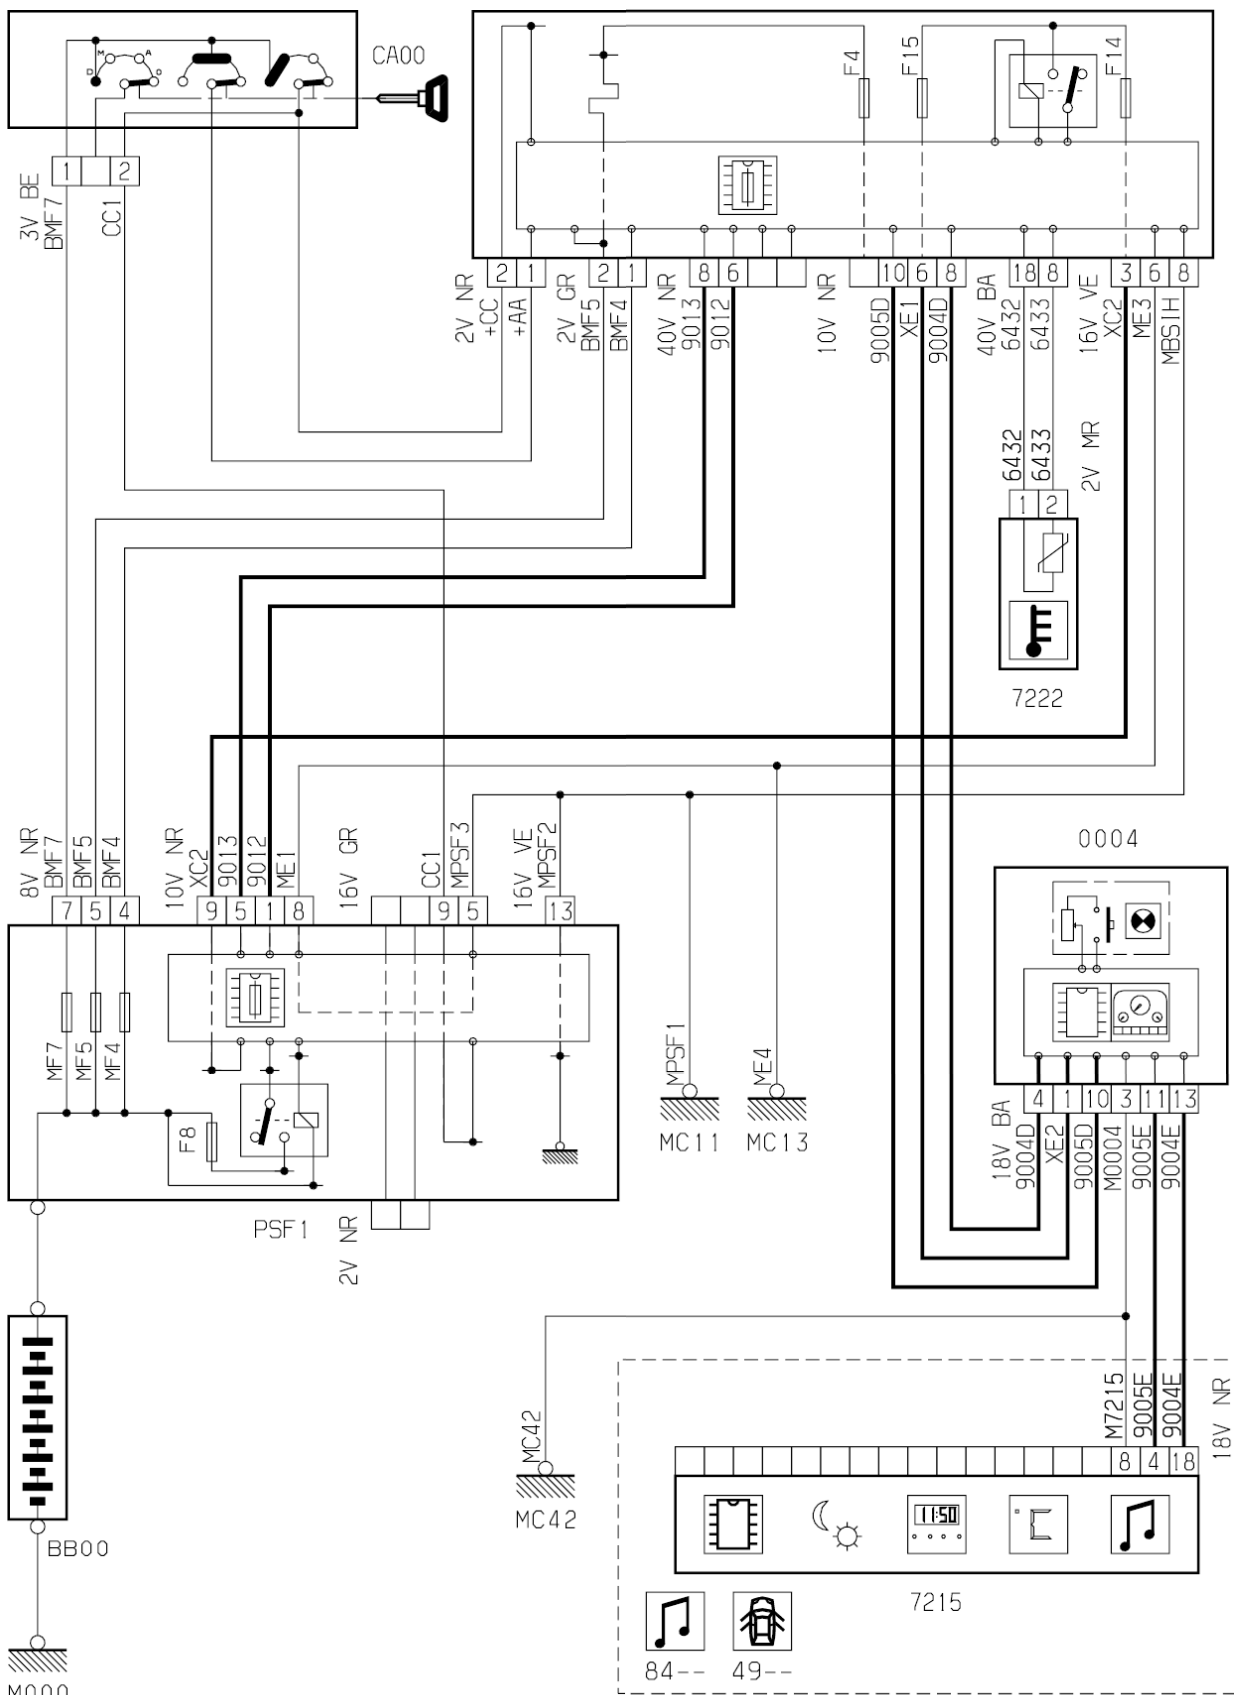 CA00
M A
D D
1 2
3V BE
BMF7
CC1
F4
F15
F14
2 1
2 1
8 6
10 6 8
18 8
3 6 8
2V NR
+CC
+AA
2V GR
BMF5
BMF4
40V NR
9013
9012
10V NR
9005D
XE1
9004D
40V BA
6432
6433
16V VE
XC2
ME3
MBSIH
6432
6433
2V MR
1 2
7222
8V NR
BMF7
BMF5
BMF4
10V NR
XC2
9013
9012
ME1
16V GR
CC1
MPSF3
16V VE
MPSF2
7 5 4
9 5 1 8
9 5
13
MF7
MF5
MF4
F8
PSF1
2V NR
MPSF1
ME4
MC11
MC13
0004
4 1 10 3 11 13
18V BA
9004D
XE2
9005D
M0004
9005E
9004E
BB00
M000
MC42
MC42
M7215
9005E
9004E
18V NR
8 4 18
11:50
°C
7215
84--
49--